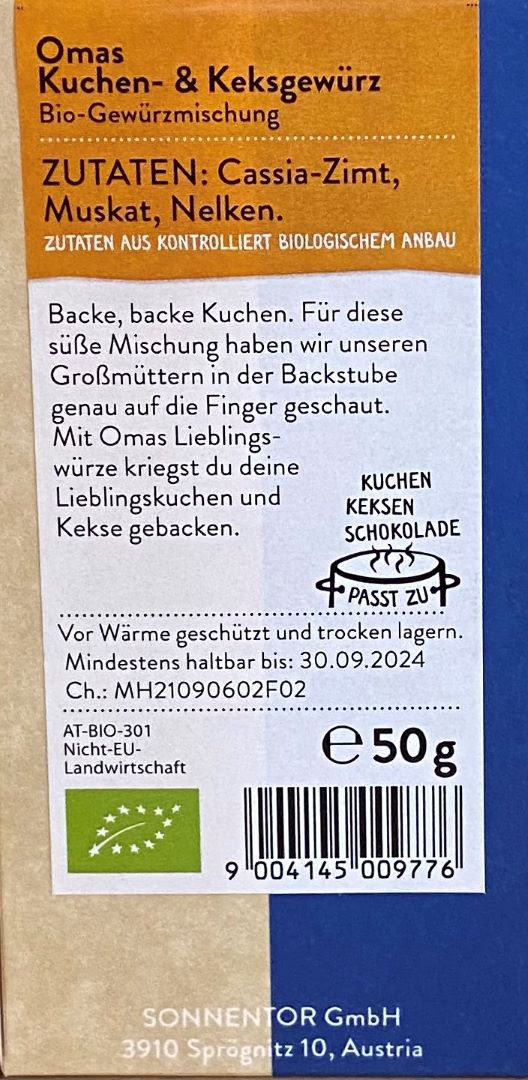 Omas
Kuchen- & Keksgewürz
Bio-Gewürzmischung
ZUTATEN: Cassia-Zimt,
Muskat, Nelken.
ZUTATEN AUS KONTROLLIERT BIOLOGISCHEM ANBAU
Backe, backe Kuchen. Für diese
süße Mischung haben wir unseren
Großmüttern in der Backstube
genau auf die Finger geschaut.
Mit Omas Lieblings-
würze kriegst du deine
Lieblingskuchen und
Kekse gebacken.
KUCHEN
KEKSEN
SCHOKOLADE
PASST ZU
Vor Wärme geschützt und trocken lagern.
Mindestens haltbar bis: 30.09.2024
Ch.: MH21090602F02
AT-BIO-301
Nicht-EU-
Landwirtschaft
℮ 50 g
9 004145 009776
SONNENTOR GmbH
3910 Sprögnitz 10, Austria